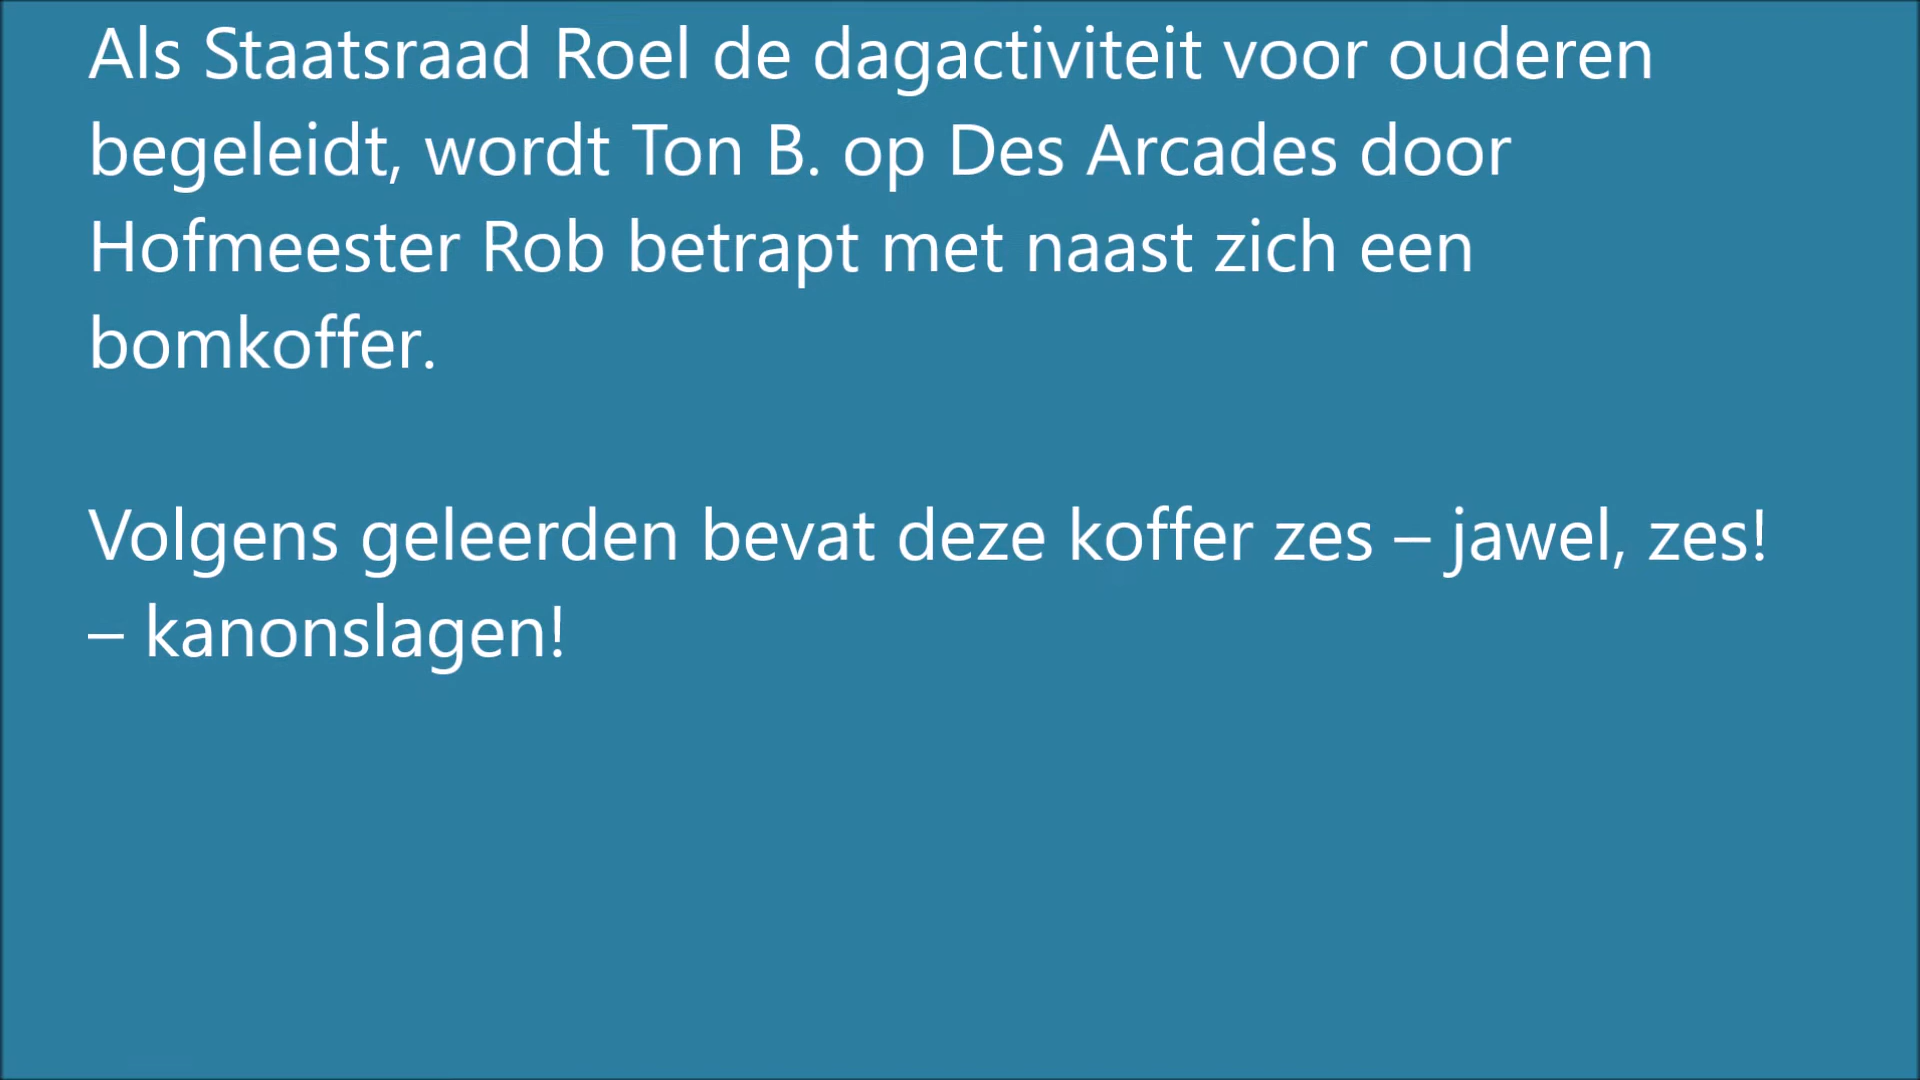 Als Staatsraad Roel de dagactiviteit voor ouderen
begeleidt, wordt Ton B. op Des Arcades door
Hofmeester Rob betrapt met naast zich een
bomkoffer.
Volgens geleerden bevat deze koffer zes – jawel, zes!
– kanonslagen!